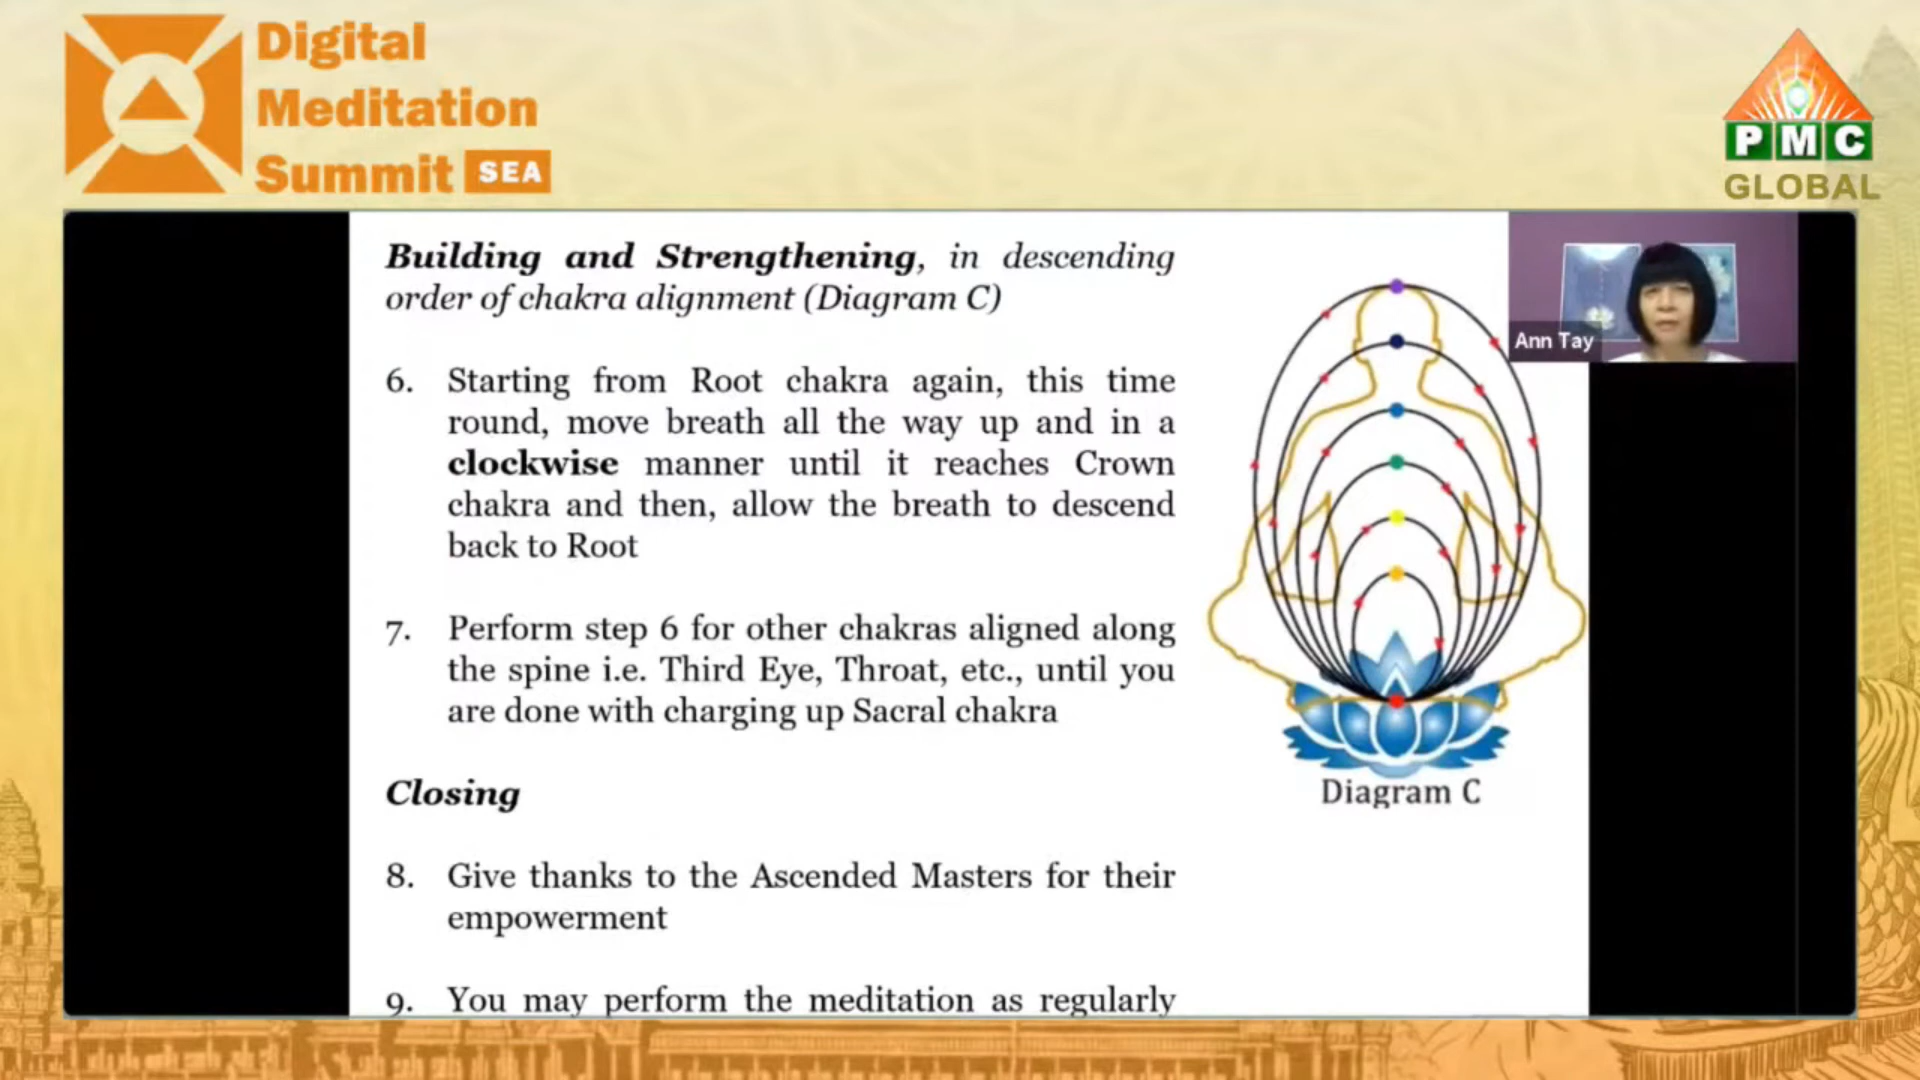 Digital
Meditation
Summit SEA
PMC
GLOBAL
Building and Strengthening, in descending
order of chakra alignment (Diagram C)
6. Starting from Root chakra again, this time
round, move breath all the way up and in a
clockwise manner until it reaches Crown
chakra and then, allow the breath to descend
back to Root
7. Perform step 6 for other chakras aligned along
the spine i.e. Third Eye, Throat, etc., until you
are done with charging up Sacral chakra
Closing
8. Give thanks to the Ascended Masters for their
empowerment
9. You may perform the meditation as regularly
Ann Tay
Diagram C